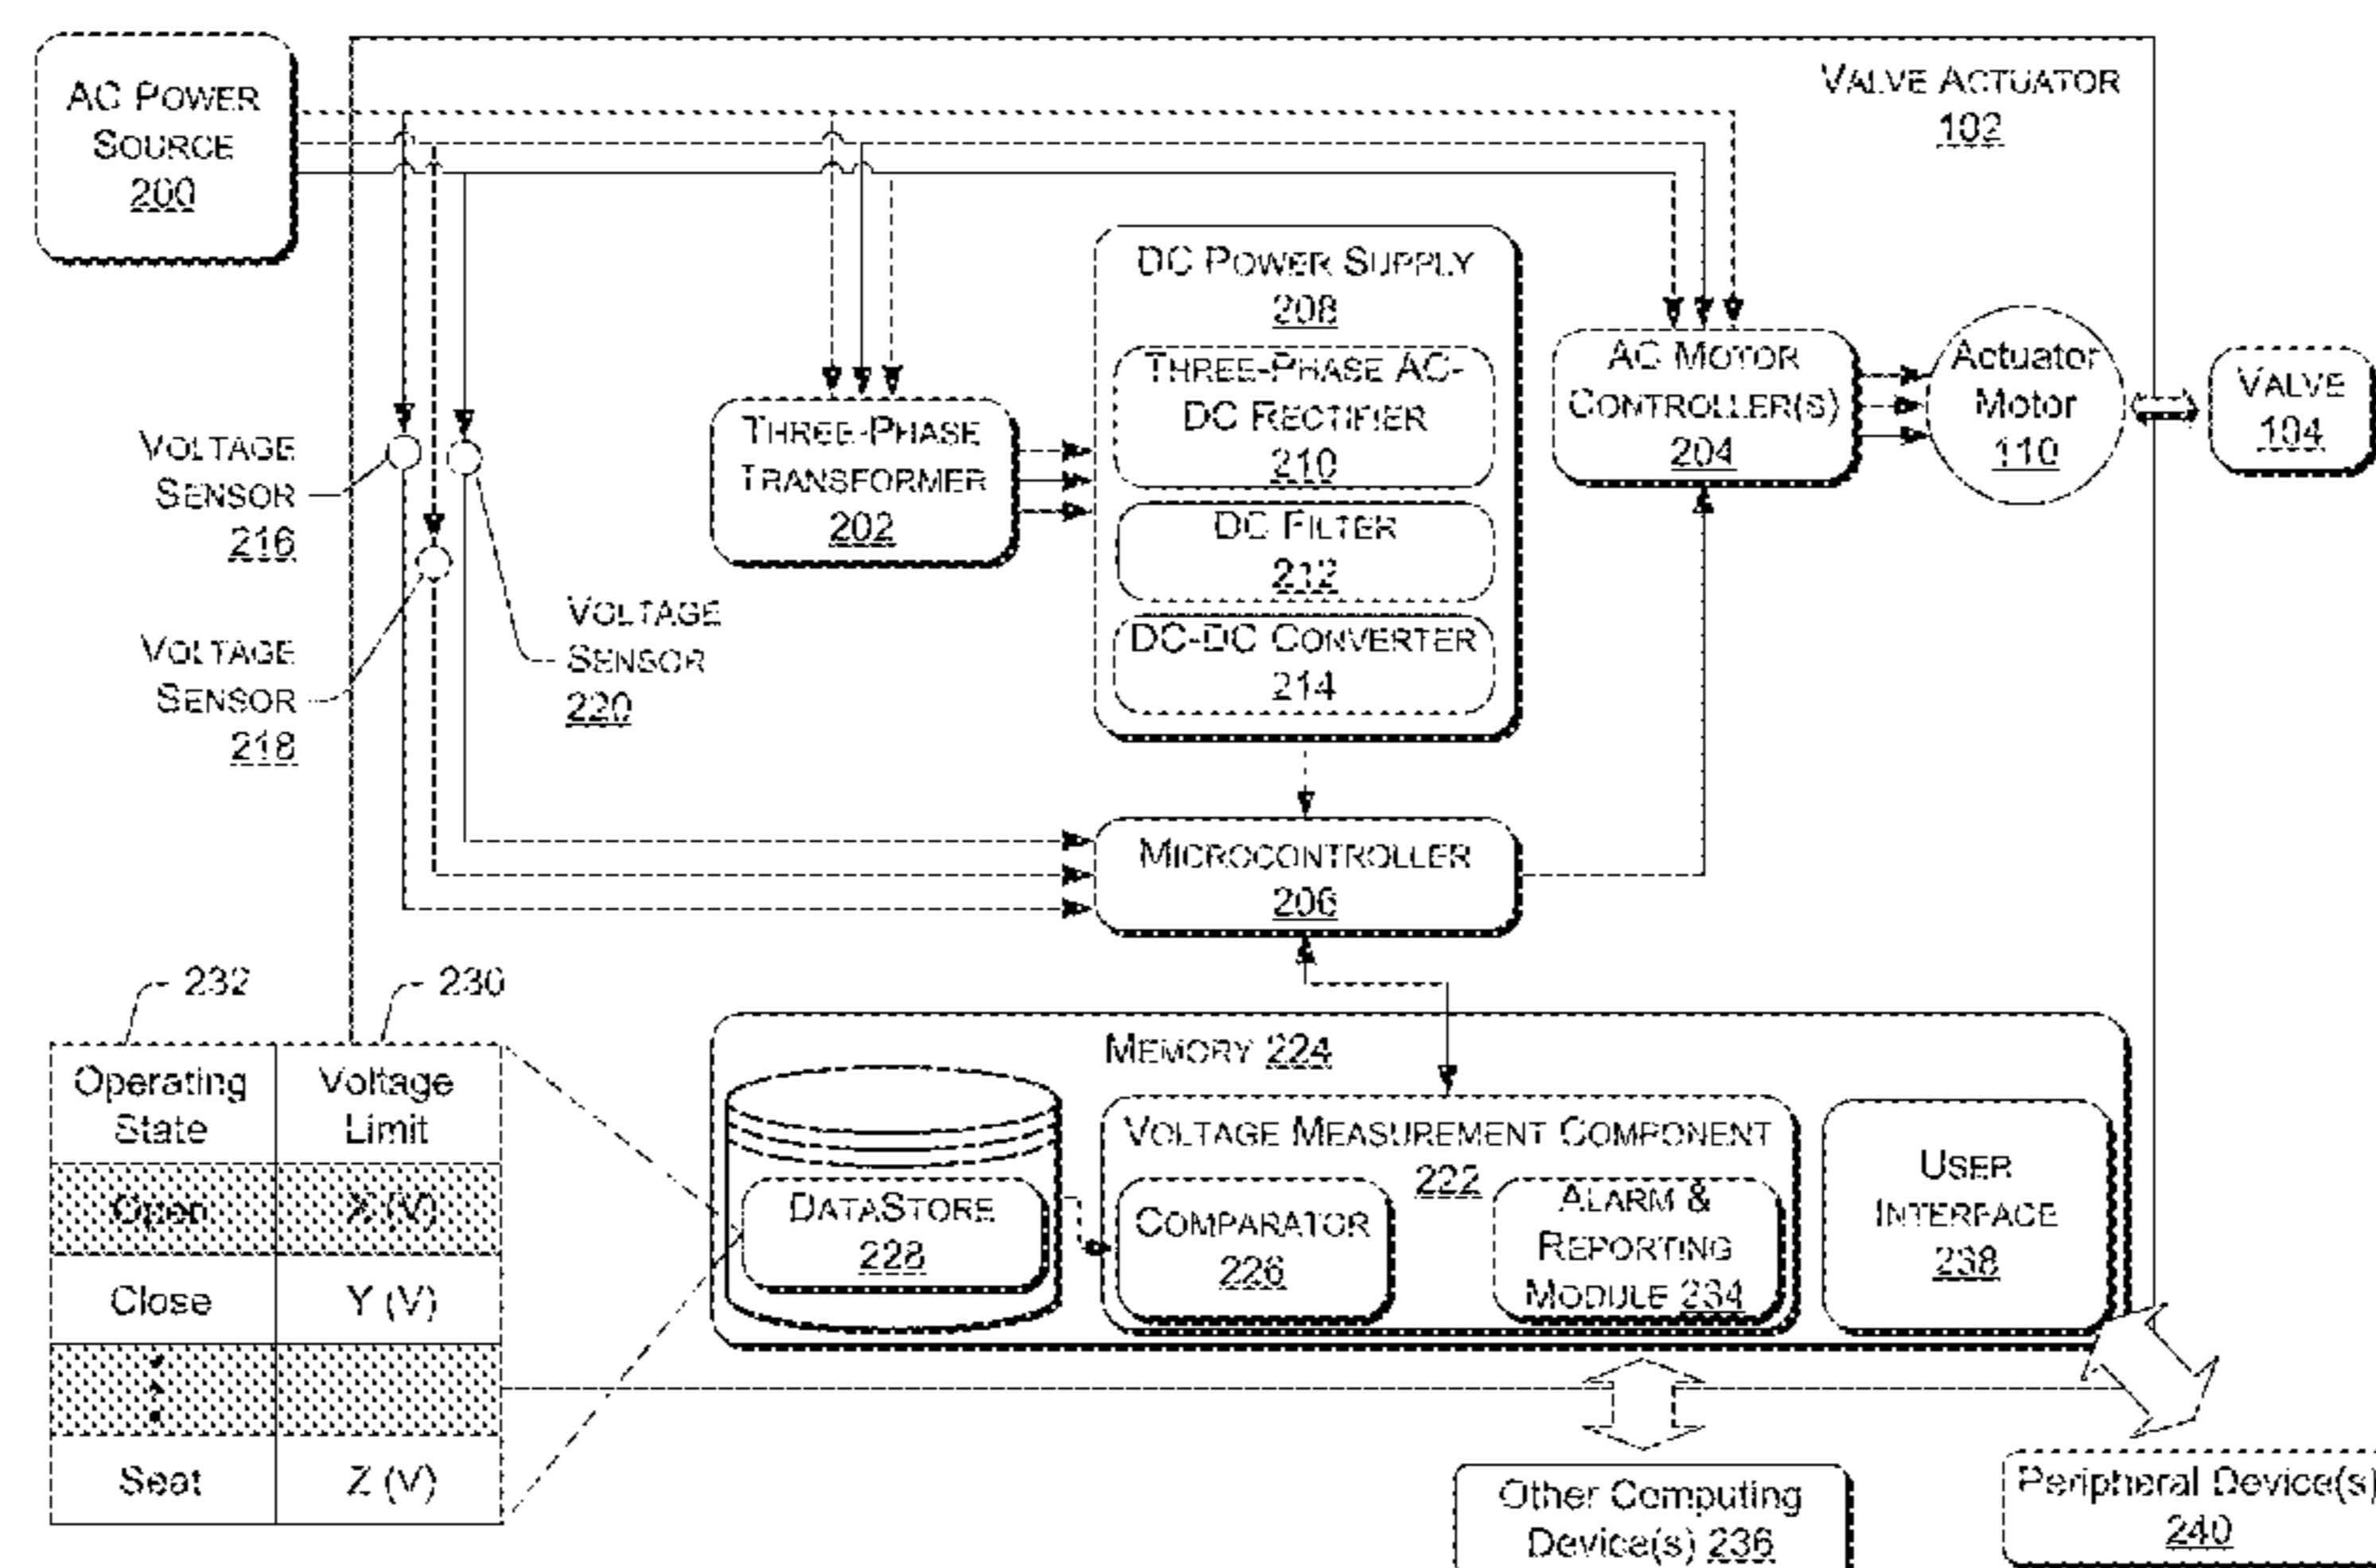 AC POWER
SOURCE
200
VALVE ACTUATOR
102
DC POWER SUPPLY
208
THREE-PHASE AC-
DC RECTIFIER
210
DC FILTER
212
DC-DC CONVERTER
214
AC MOTOR
CONTROLLER(S)
204
Actuator
Motor
110
VALVE
104
THREE-PHASE
TRANSFORMER
202
VOLTAGE
SENSOR
216
VOLTAGE
SENSOR
218
VOLTAGE
SENSOR
220
MICROCONTROLLER
206
232
230
Operating
State
Voltage
Limit
Open
X (V)
Close
Y (V)
Seat
Z (V)
MEMORY 224
DATASTORE
228
VOLTAGE MEASUREMENT COMPONENT
222
COMPARATOR
226
ALARM &
REPORTING
MODULE 234
USER
INTERFACE
238
Other Computing
Device(s) 236
Peripheral Device(s)
240